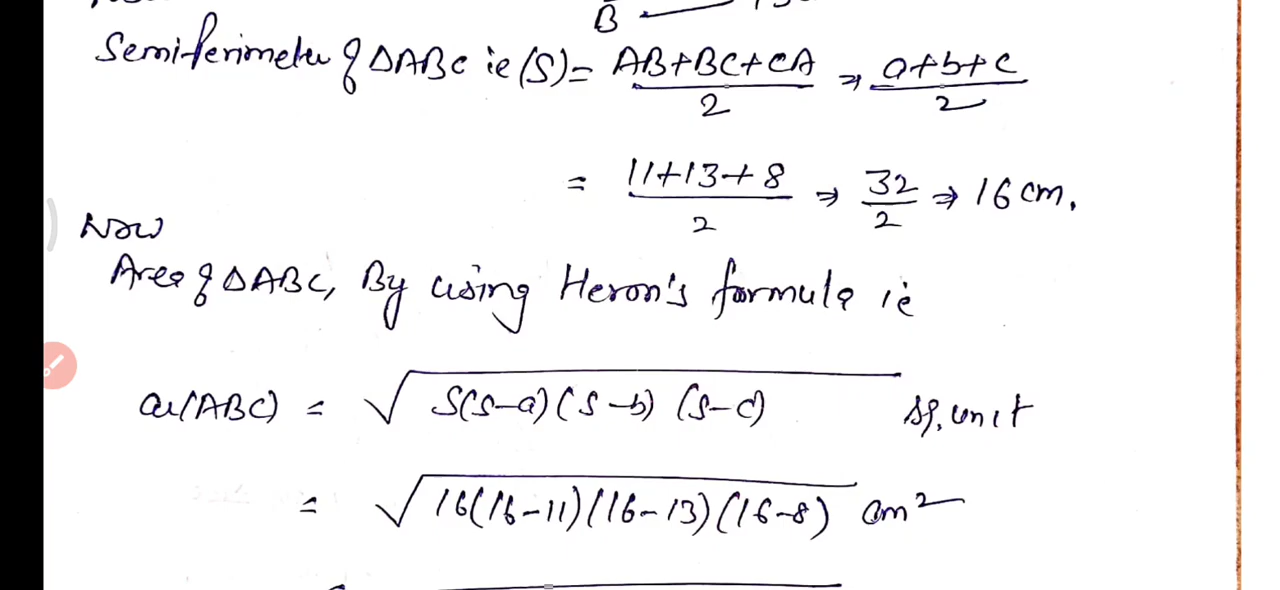 B
Semiperimeter of ΔABC ie (S) = AB+BC+CA/2 ⇒ a+b+c/2
= 11+13+8/2 ⇒ 32/2 ⇒ 16 cm.
Now
Area of ΔABC, By using Heron's formula ie
ar(ABC) = √S(S-a)(S-b)(S-c) sq. unit
= √16(16-11)(16-13)(16-8) cm²